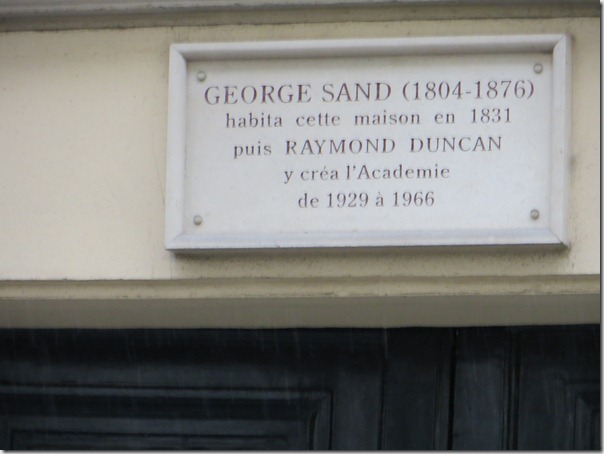 GEORGE SAND (1804-1876)
habita cette maison en 1831
puis RAYMOND DUNCAN
y créa l'Academie
de 1929 à 1966